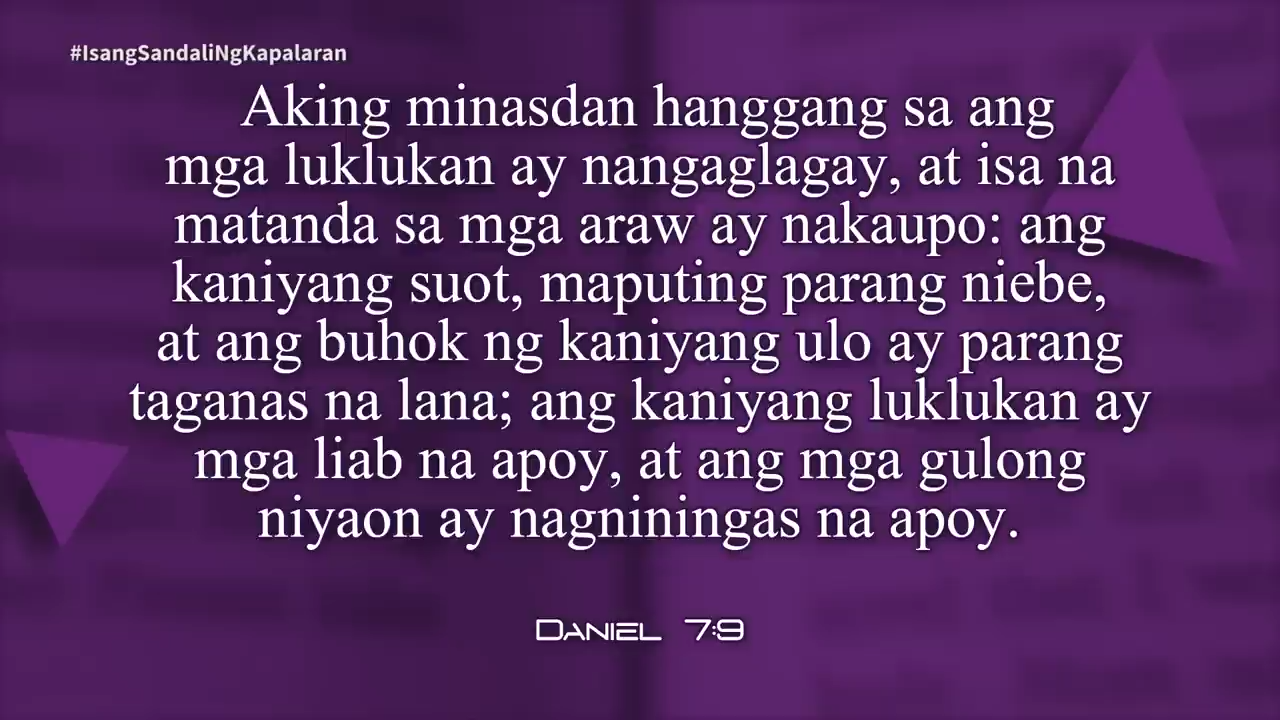 #IsangSandaliNgKapalaran
Aking minasdan hanggang sa ang
mga luklukan ay nangaglagay, at isa na
matanda sa mga araw ay nakaupo: ang
kaniyang suot, maputing parang niebe,
at ang buhok ng kaniyang ulo ay parang
taganas na lana; ang kaniyang luklukan ay
mga liab na apoy, at ang mga gulong
niyaon ay nagniningas na apoy.
Daniel 7:9